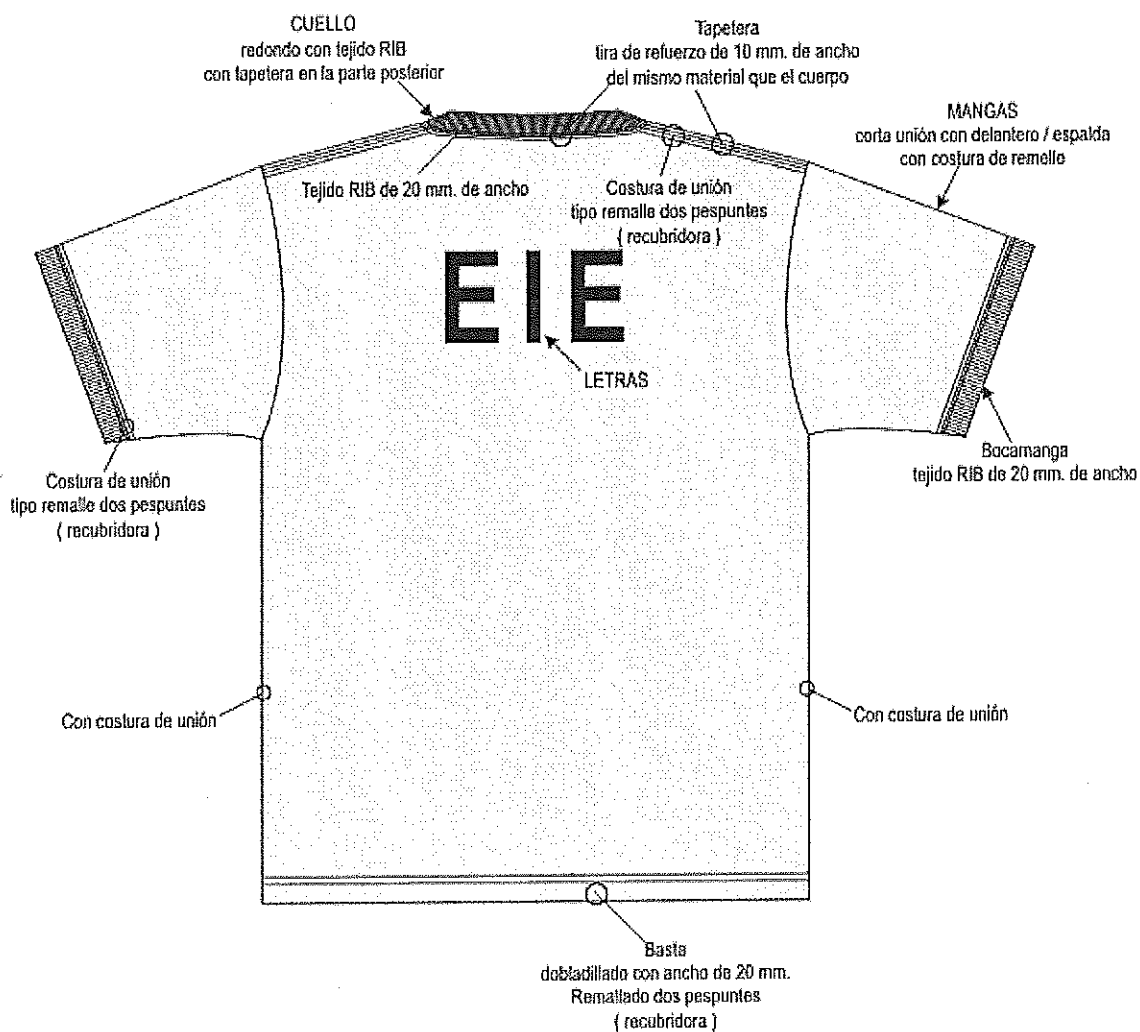 CUELLO
redondo con tejido RIB
con tapetera en la parte posterior
Tapetera
tira de refuerzo de 10 mm. de ancho
del mismo material que el cuerpo
MANGAS
corta unión con delantero / espalda
con costura de remelle
Tejido RIB de 20 mm. de ancho
Costura de unión
tipo remalle dos pespuntes
( recubridora )
EIE
LETRAS
Costura de unión
tipo remalle dos pespuntes
( recubridora )
Bocamanga
tejido RIB de 20 mm. de ancho
Con costura de unión
Con costura de unión
Basta
dobladillado con ancho de 20 mm.
Remallado dos pespuntes
( recubridora )